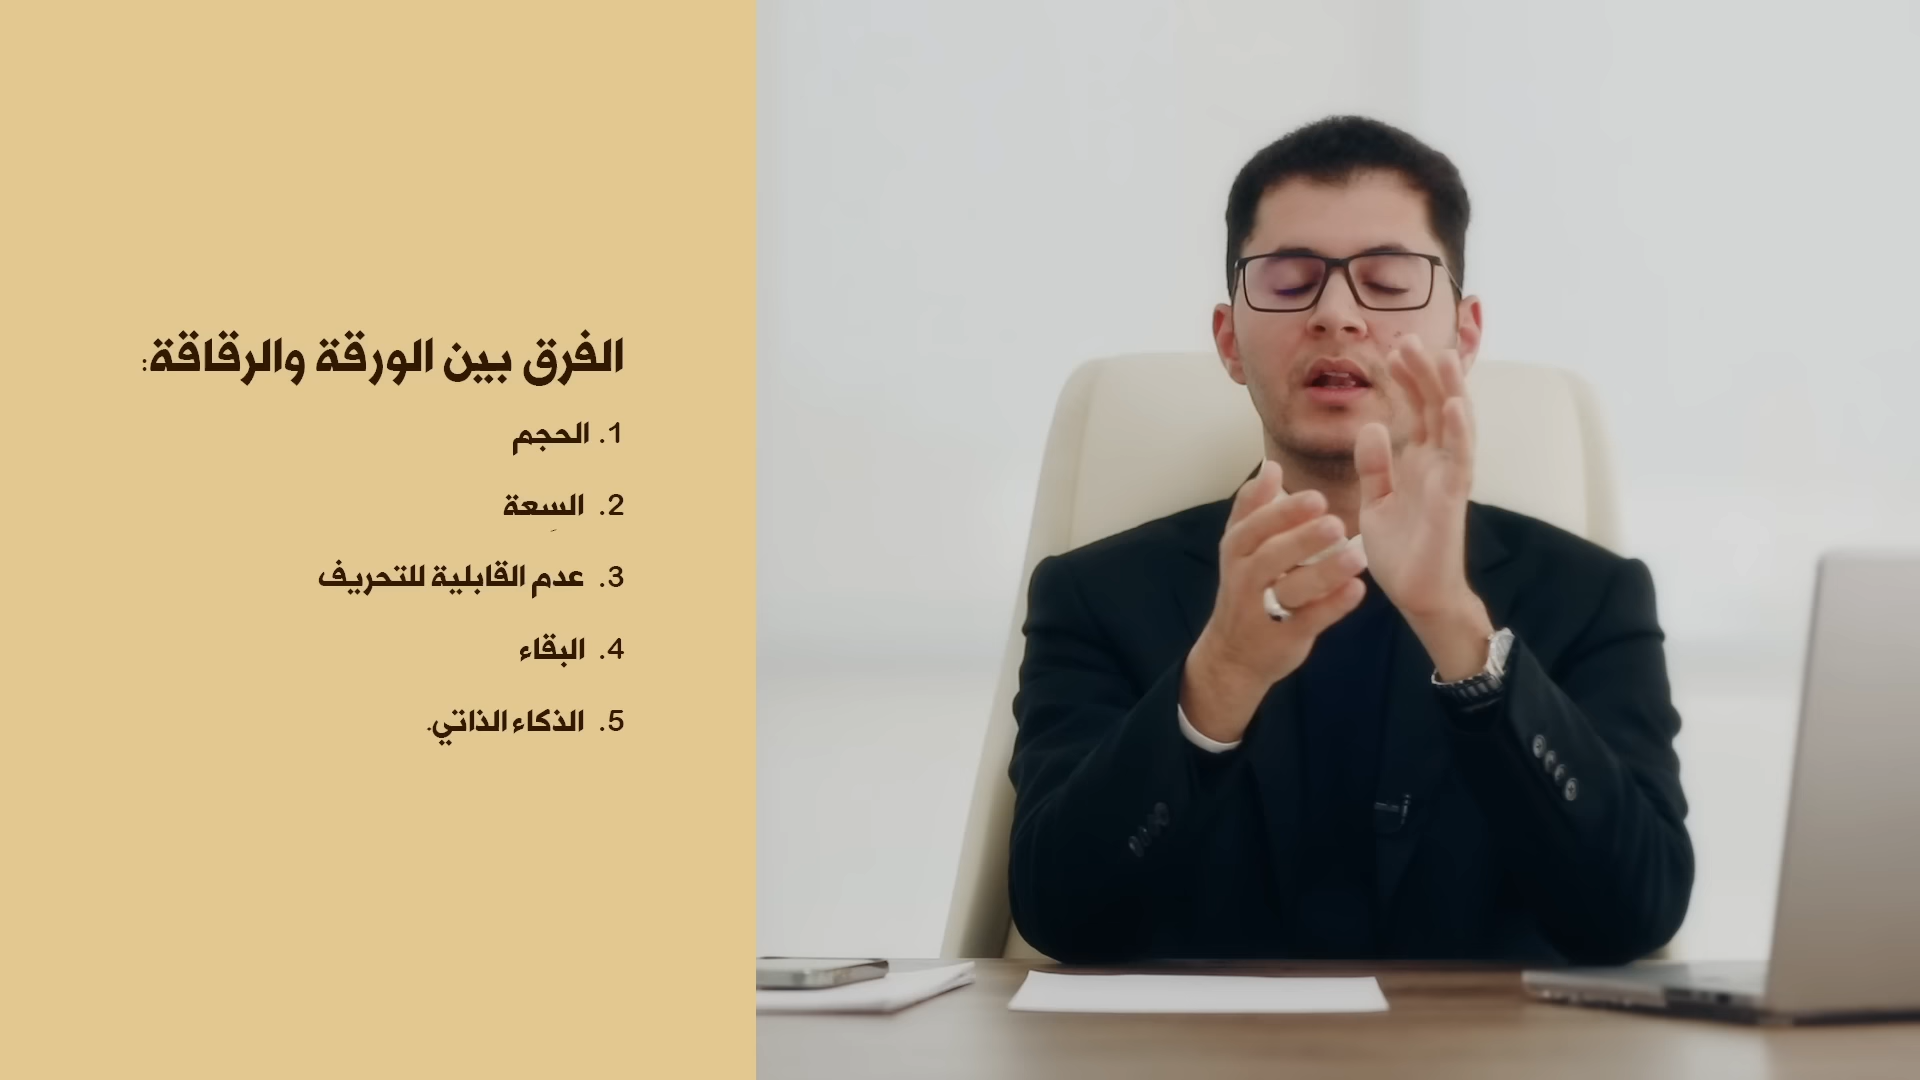 الفرق بين الورقة والرقاقة:
1. الحجم
2. السِعة
3. عدم القابلية للتحريف
4. البقاء
5. الذكاء الذاتي.